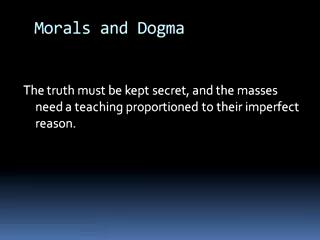 Morals and Dogma
The truth must be kept secret, and the masses
need a teaching proportioned to their imperfect
reason.